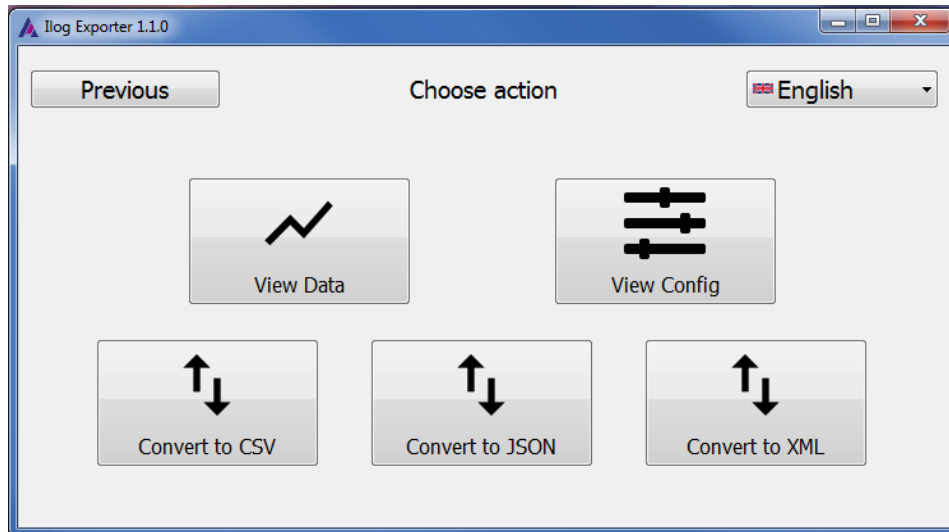 Ilog Exporter 1.1.0
Previous
Choose action
English
View Data
View Config
Convert to CSV
Convert to JSON
Convert to XML